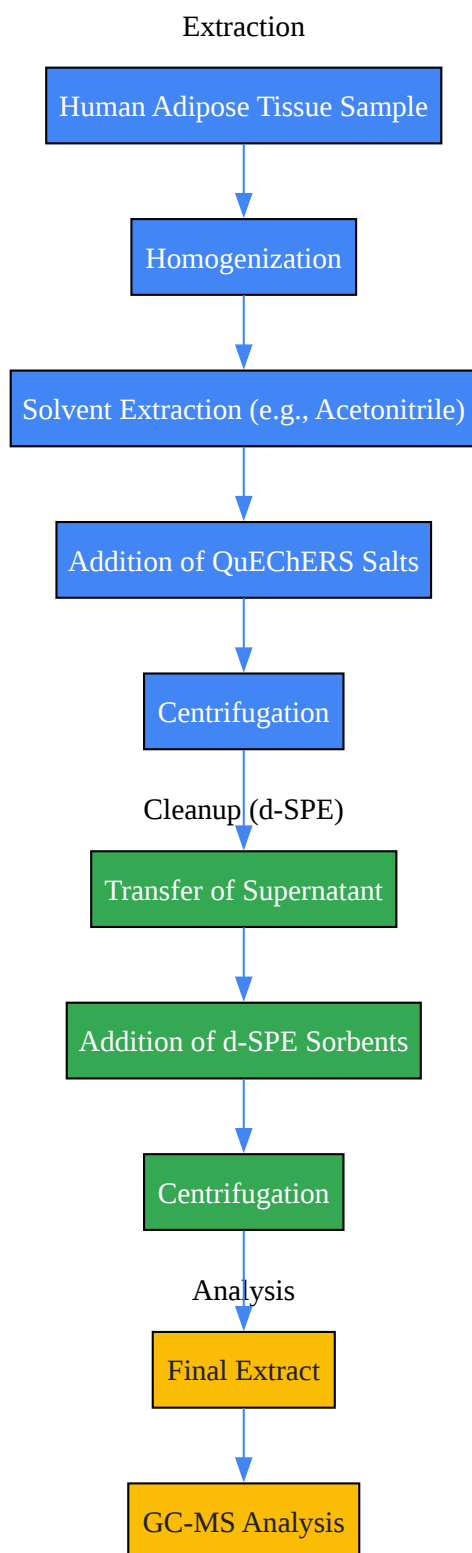 Extraction
Human Adipose Tissue Sample
Homogenization
Solvent Extraction (e.g., Acetonitrile)
Addition of QuEChERS Salts
Centrifugation
Cleanup (d-SPE)
Transfer of Supernatant
Addition of d-SPE Sorbents
Centrifugation
Analysis
Final Extract
GC-MS Analysis